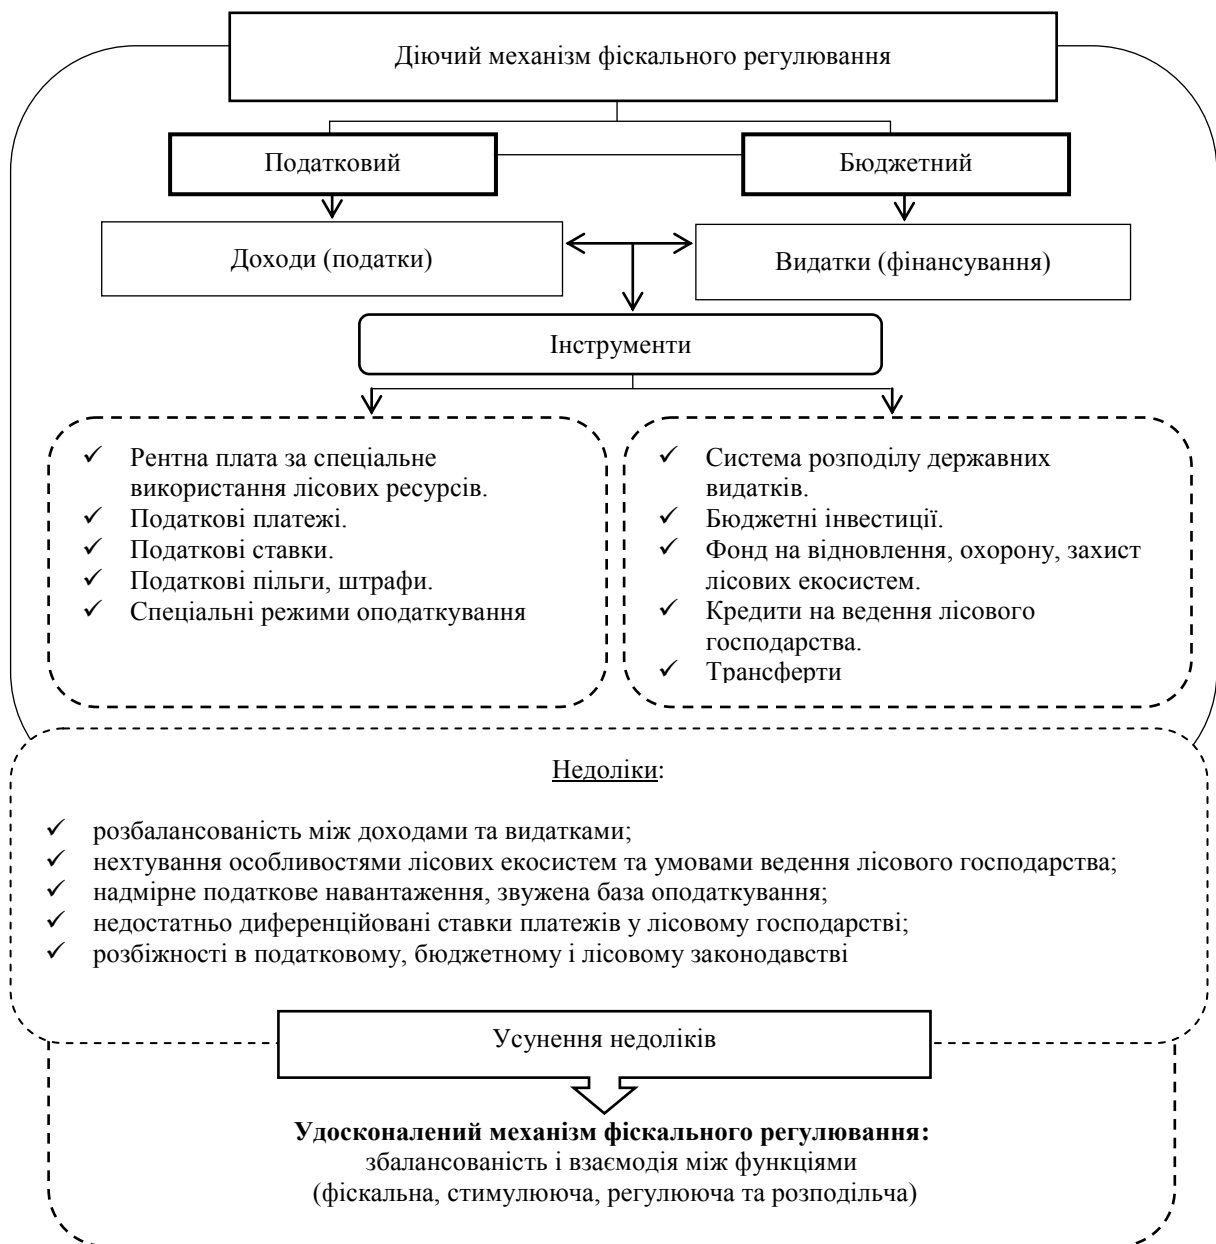 Діючий механізм фіскального регулювання
Податковий
Бюджетний
Доходи (податки)
Видатки (фінансування)
Інструменти
✓ Рентна плата за спеціальне
використання лісових ресурсів.
✓ Податкові платежі.
✓ Податкові ставки.
✓ Податкові пільги, штрафи.
✓ Спеціальні режими оподаткування
✓ Система розподілу державних
видатків.
✓ Бюджетні інвестиції.
✓ Фонд на відновлення, охорону, захист
лісових екосистем.
✓ Кредити на ведення лісового
господарства.
✓ Трансферти
Недоліки:
✓ розбалансованість між доходами та видатками;
✓ нехтування особливостями лісових екосистем та умовами ведення лісового господарства;
✓ надмірне податкове навантаження, звужена база оподаткування;
✓ недостатньо диференційовані ставки платежів у лісовому господарстві;
✓ розбіжності в податковому, бюджетному і лісовому законодавстві
Усунення недоліків
Удосконалений механізм фіскального регулювання:
збалансованість і взаємодія між функціями
(фіскальна, стимулююча, регулююча та розподільча)